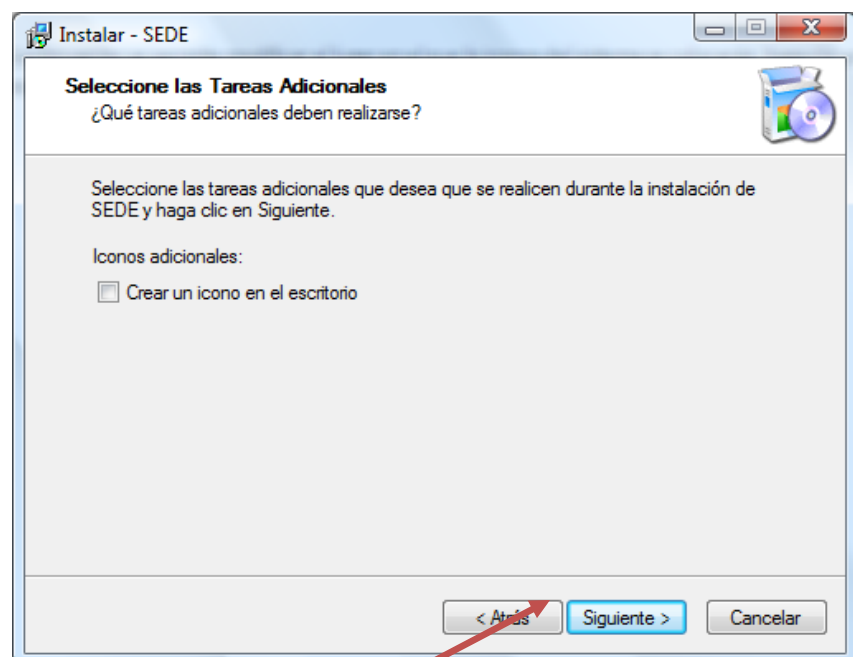 Instalar - SEDE
Seleccione las Tareas Adicionales
¿Qué tareas adicionales deben realizarse?
Seleccione las tareas adicionales que desea que se realicen durante la instalación de
SEDE y haga clic en Siguiente.
Iconos adicionales:
Crear un icono en el escritorio
< Atrás
Siguiente >
Cancelar